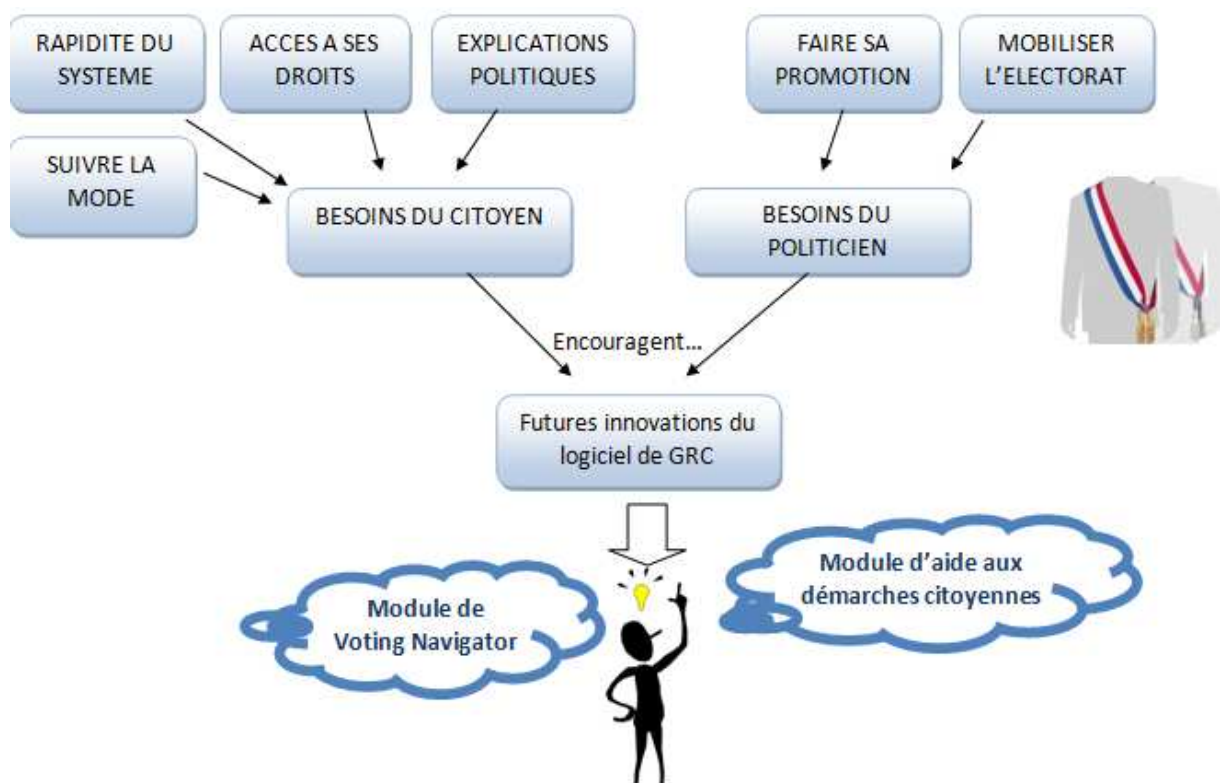 RAPIDITE DU
SYSTEME
ACCES A SES
DROITS
EXPLICATIONS
POLITIQUES
FAIRE SA
PROMOTION
MOBILISER
L'ELECTORAT
SUIVRE LA
MODE
BESOINS DU CITOYEN
BESOINS DU
POLITICIEN
Encouragent...
Futures innovations du
logiciel de GRC
Module de
Voting Navigator
Module d'aide aux
démarches citoyennes